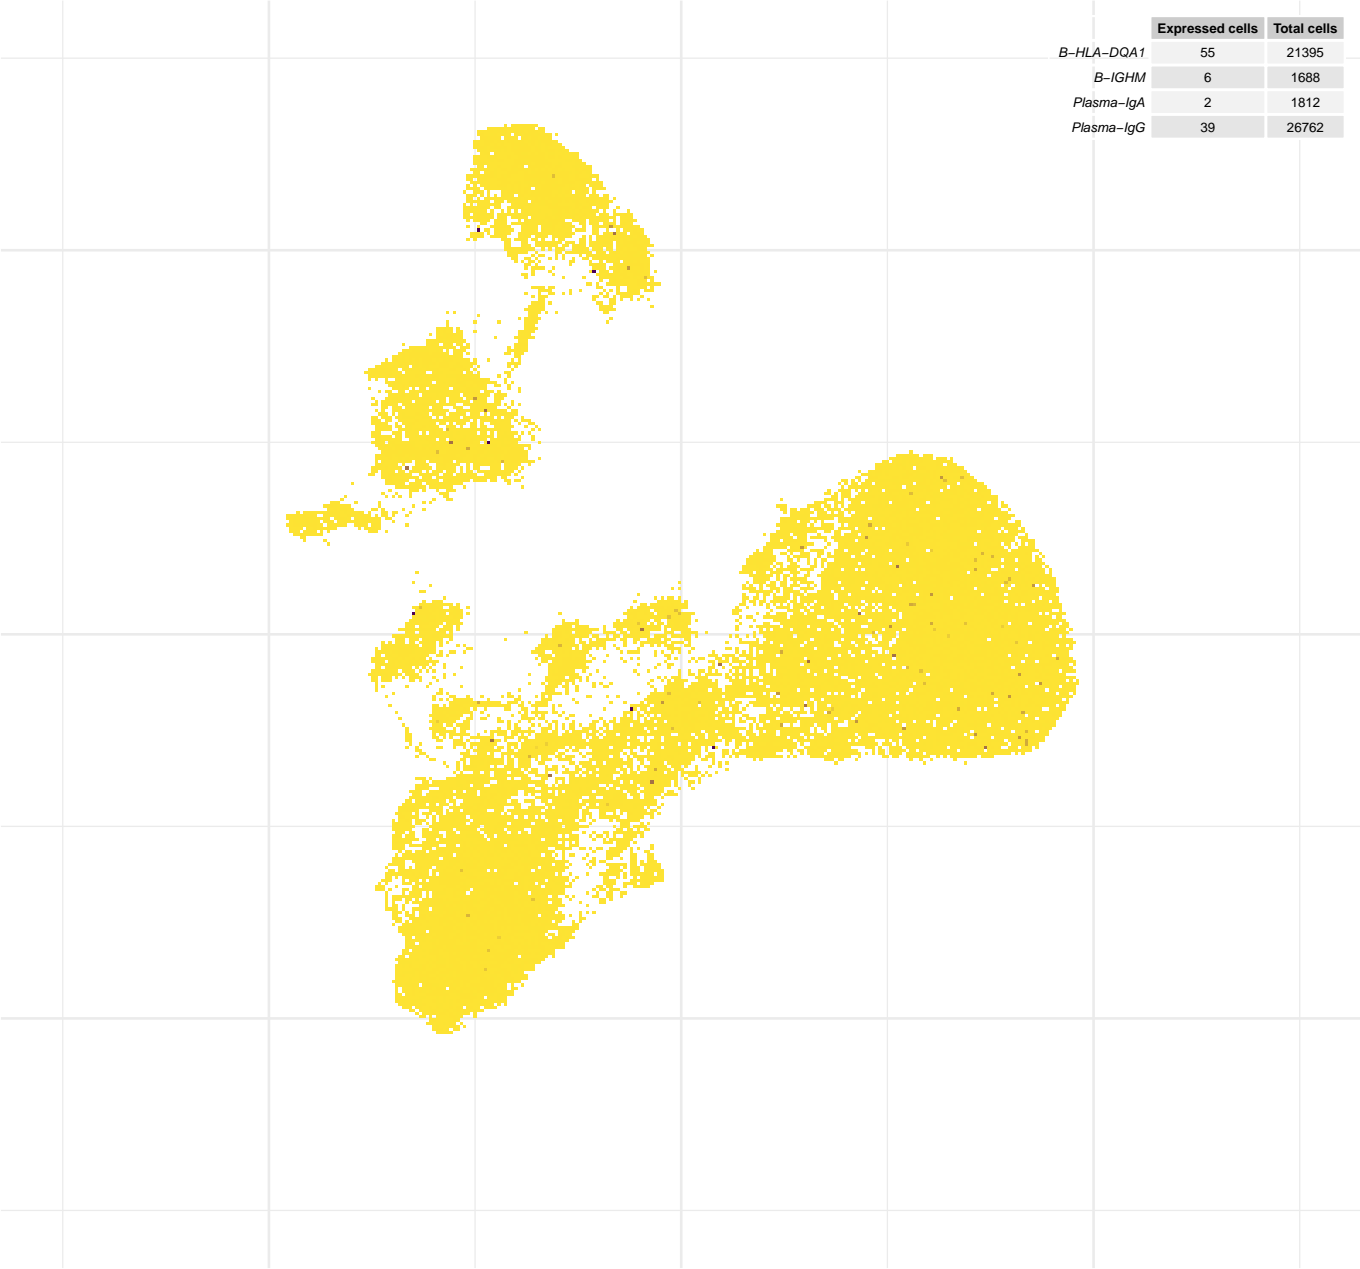 Expressed cells Total cells
B−HLA−DQA1 55 21395
B−IGHM 6 1688
Plasma−IgA 2 1812
Plasma−IgG 39 26762